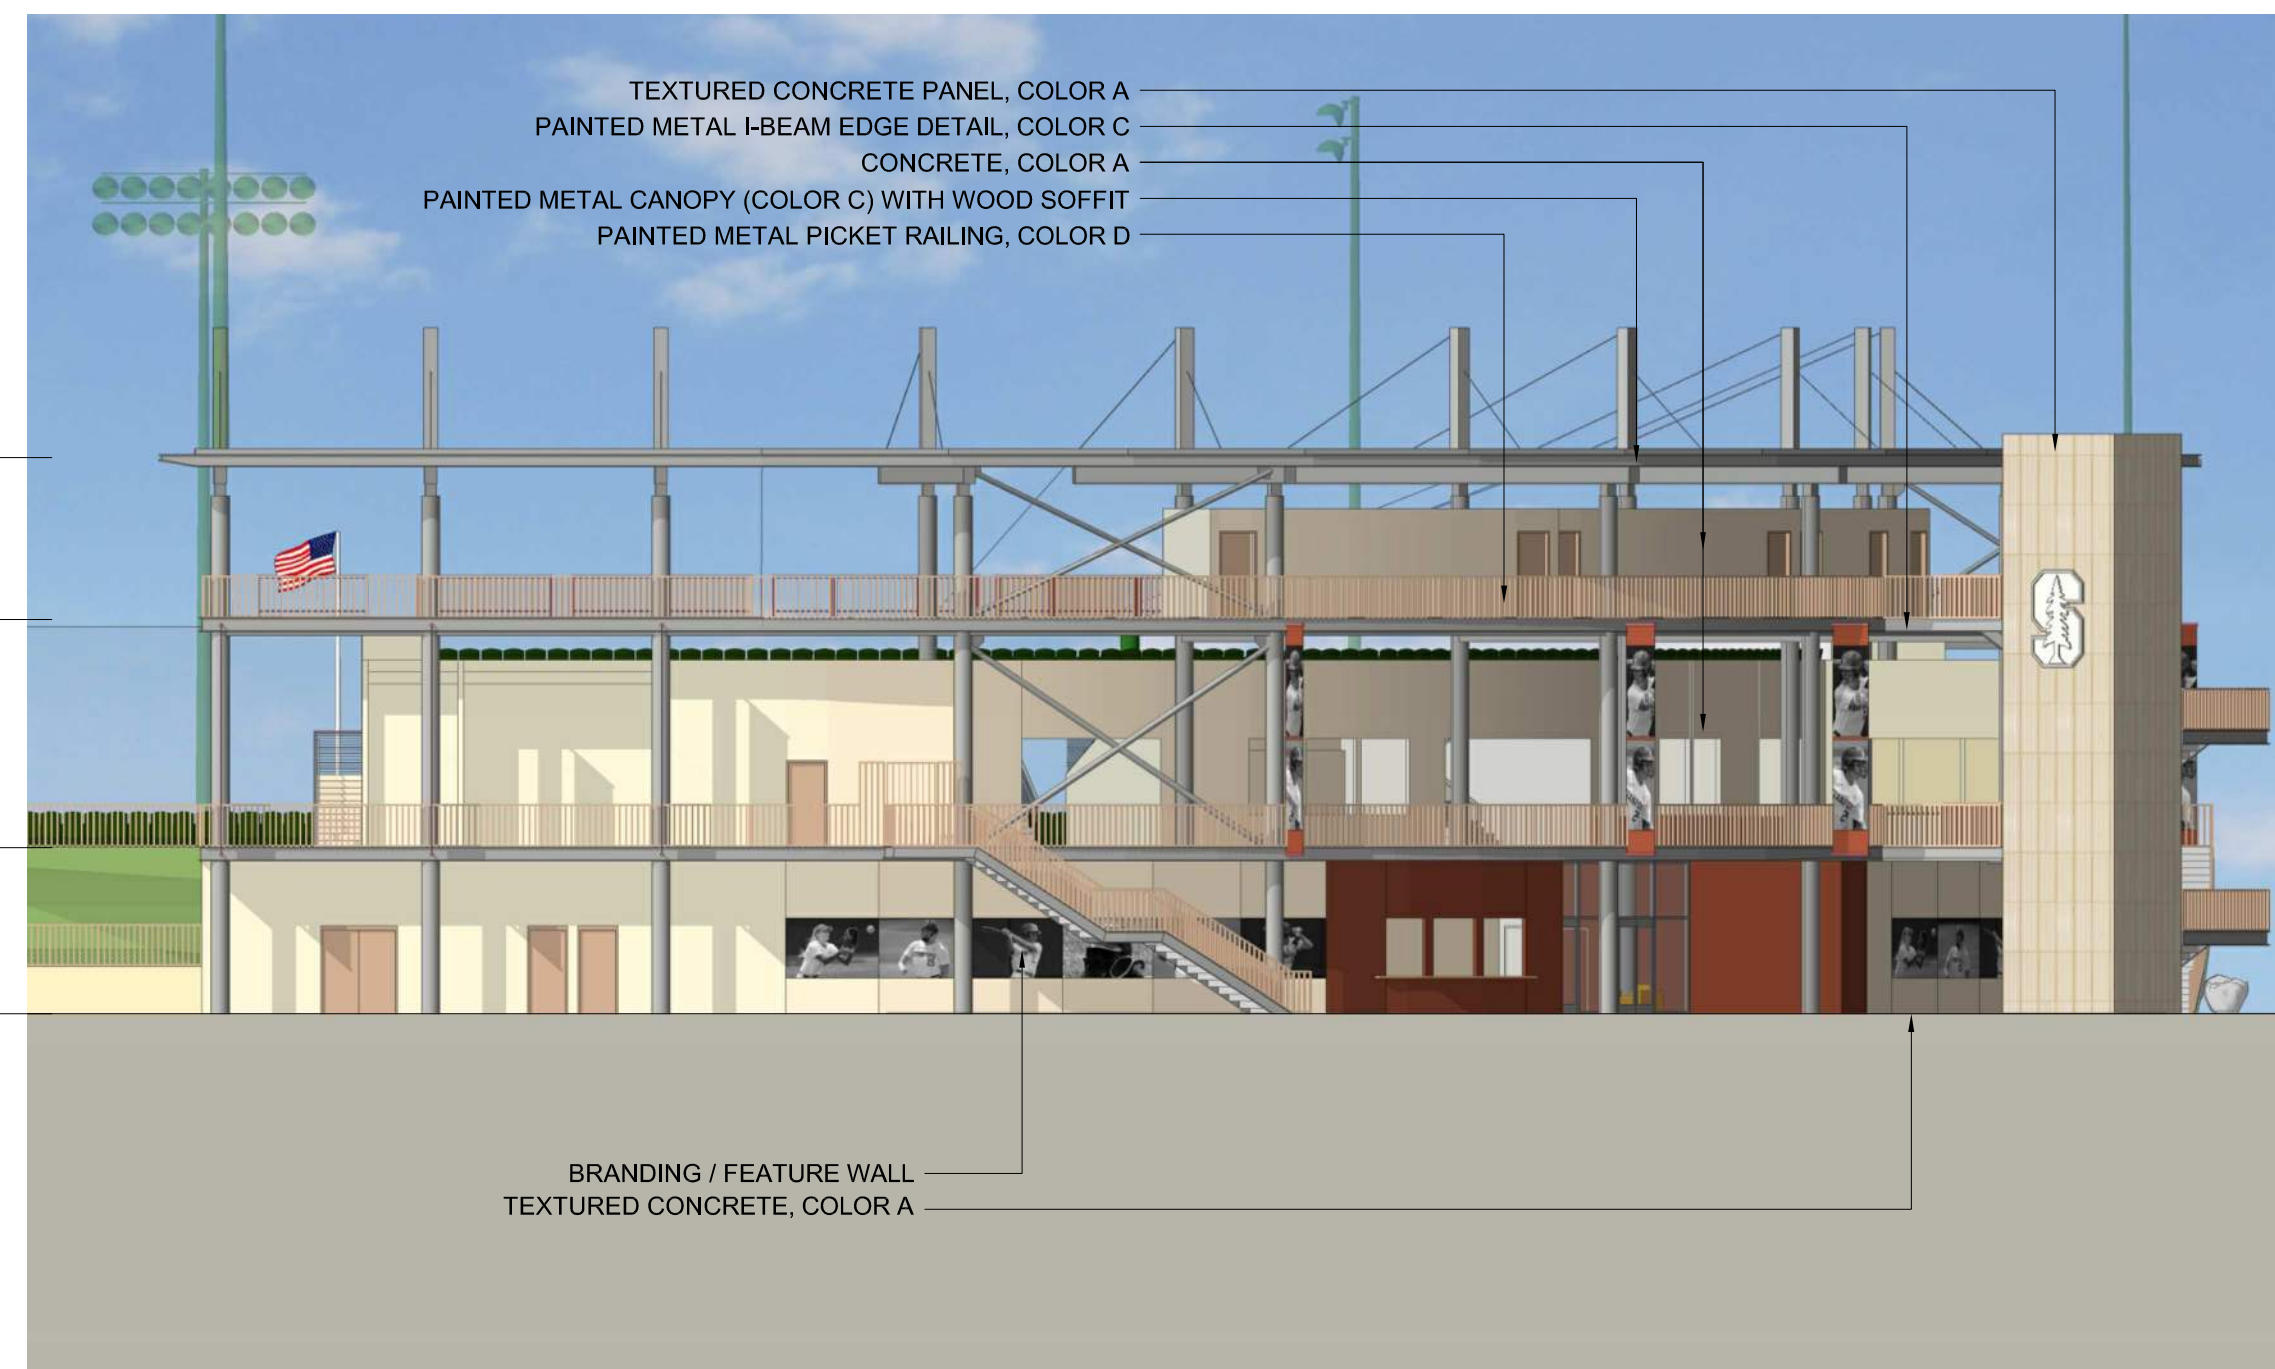 TEXTURED CONCRETE PANEL, COLOR A
PAINTED METAL I-BEAM EDGE DETAIL, COLOR C
CONCRETE, COLOR A
PAINTED METAL CANOPY (COLOR C) WITH WOOD SOFFIT
PAINTED METAL PICKET RAILING, COLOR D
S
BRANDING / FEATURE WALL
TEXTURED CONCRETE, COLOR A